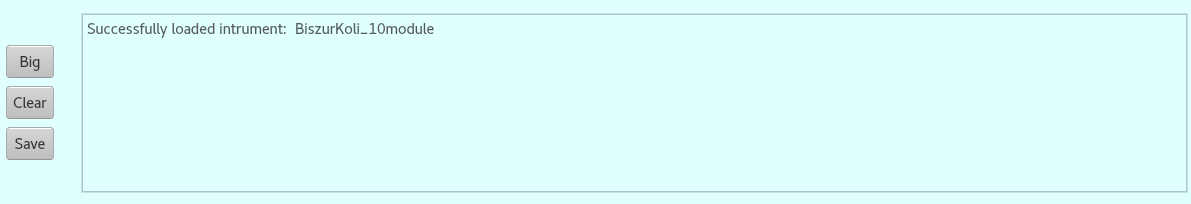 Successfully loaded intrument:  BiszurKoli_10module
Big
Clear
Save